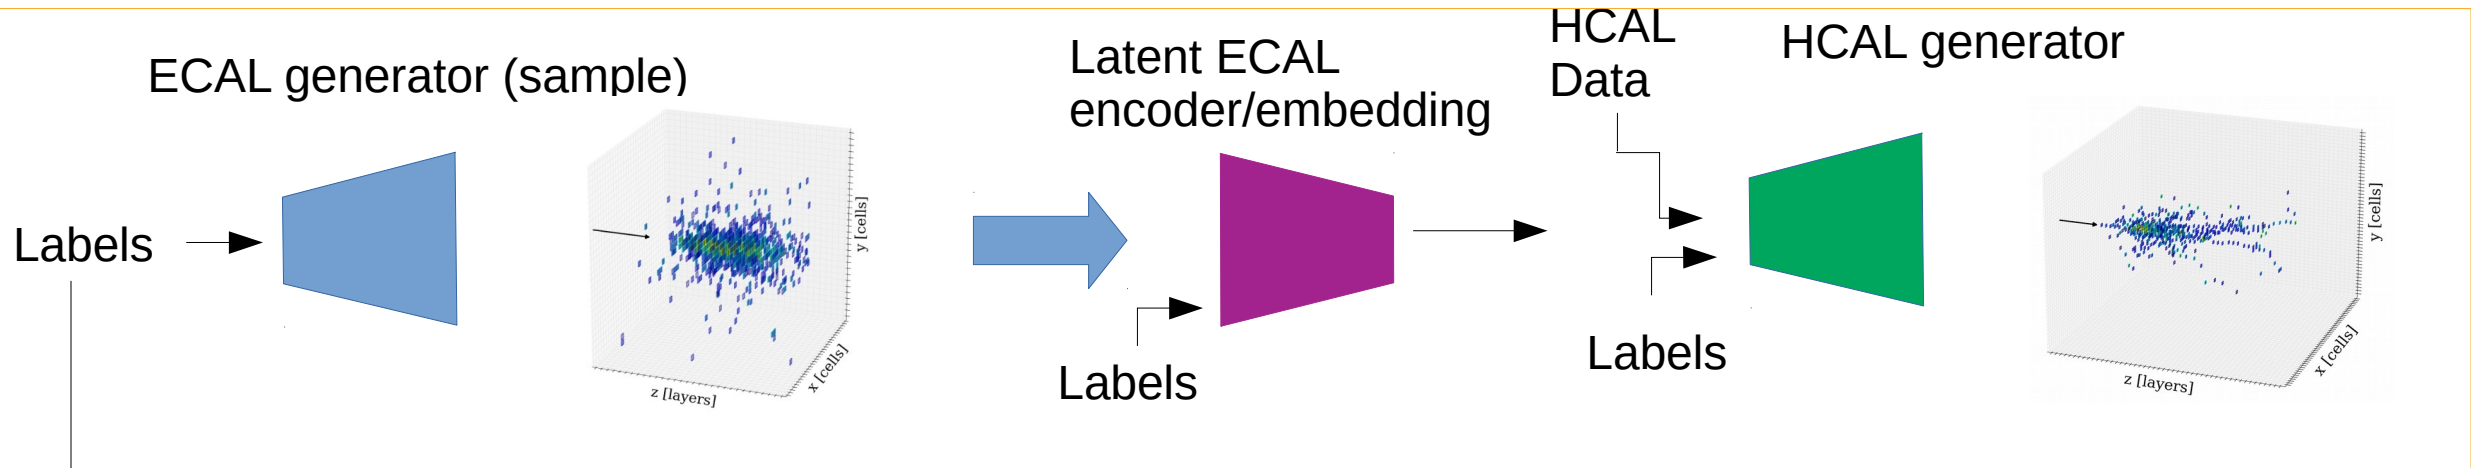 ECAL generator (sample)
Latent ECAL
encoder/embedding
HCAL
Data
HCAL generator
Labels
y [cells]
x [cells]
z [layers]
Labels
Labels
y [cells]
x [cells]
z [layers]